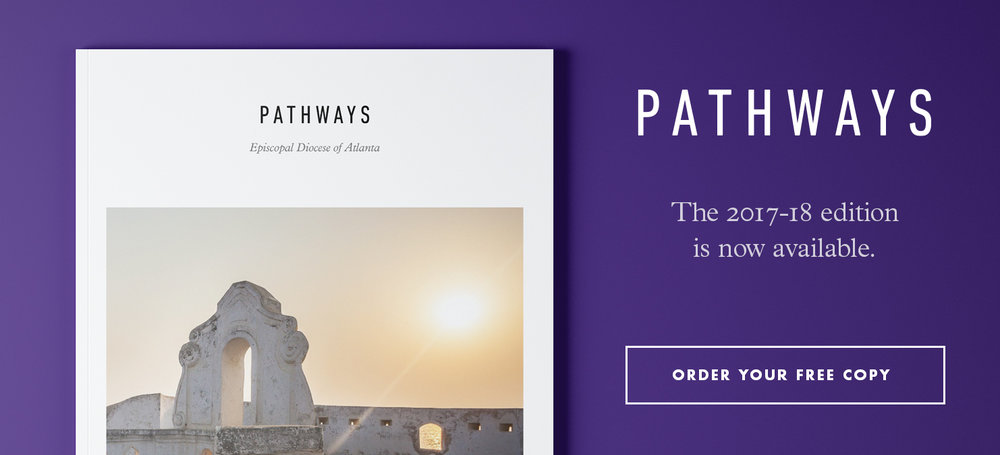 PATHWAYS
Episcopal Diocese of Atlanta
PATHWAYS
The 2017-18 edition
is now available.
ORDER YOUR FREE COPY